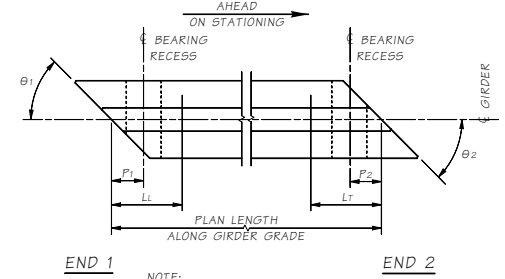 AHEAD
ON STATIONING
℄ BEARING
RECESS
℄ BEARING
RECESS
℄ GIRDER
θ1
θ2
P1
P2
LL
LT
PLAN LENGTH
ALONG GIRDER GRADE
END 1
END 2
NOTE: